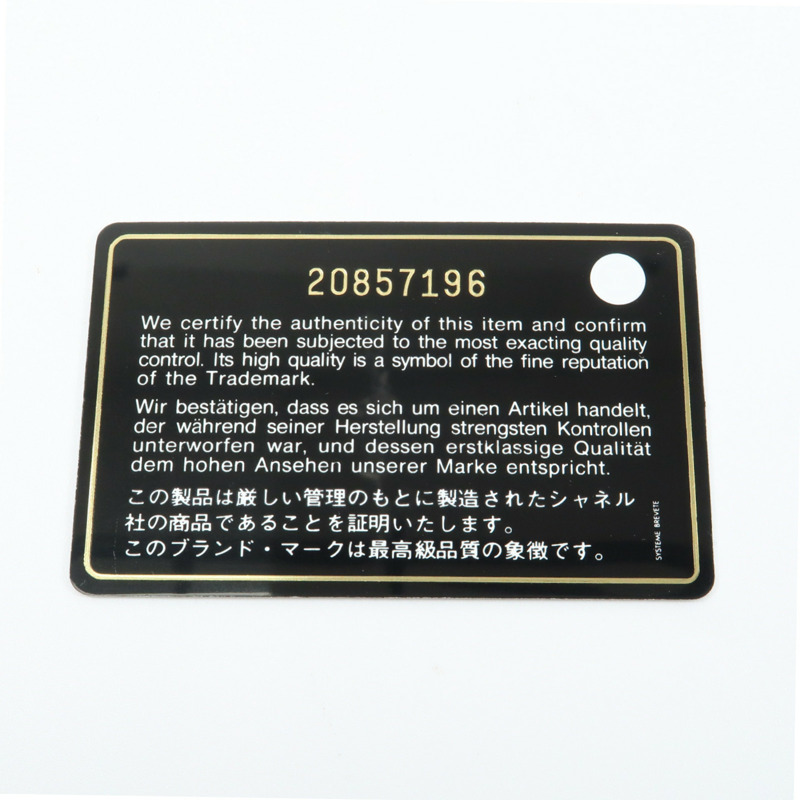 20857196
We certify the authenticity of this item and confirm
that it has been subjected to the most exacting quality
control. Its high quality is a symbol of the fine reputation
of the Trademark.
Wir bestätigen, dass es sich um einen Artikel handelt,
der während seiner Herstellung strengsten Kontrollen
unterworfen war, und dessen erstklassige Qualität
dem hohen Ansehen unserer Marke entspricht.
この製品は厳しい管理のもとに製造されたシャネル
社の商品であることを証明いたします。
このブランド・マークは最高級品質の象徴です。
SYSTEME BREVETE